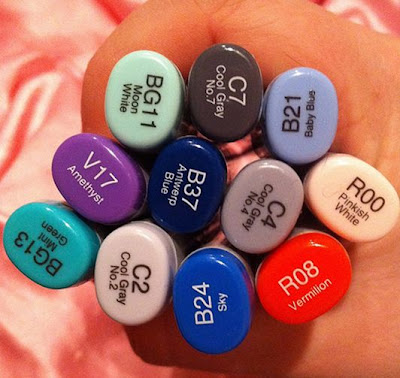 BG11
Moon
White
C7
Cool Gray
No.7
B21
Baby Blue
V17
Amethyst
B37
Antwerp
Blue
C4
Cool Gray
No.4
R00
Pinkish
White
BG13
Mint
Green
C2
Cool Gray
No.2
B24
Sky
R08
Vermilion